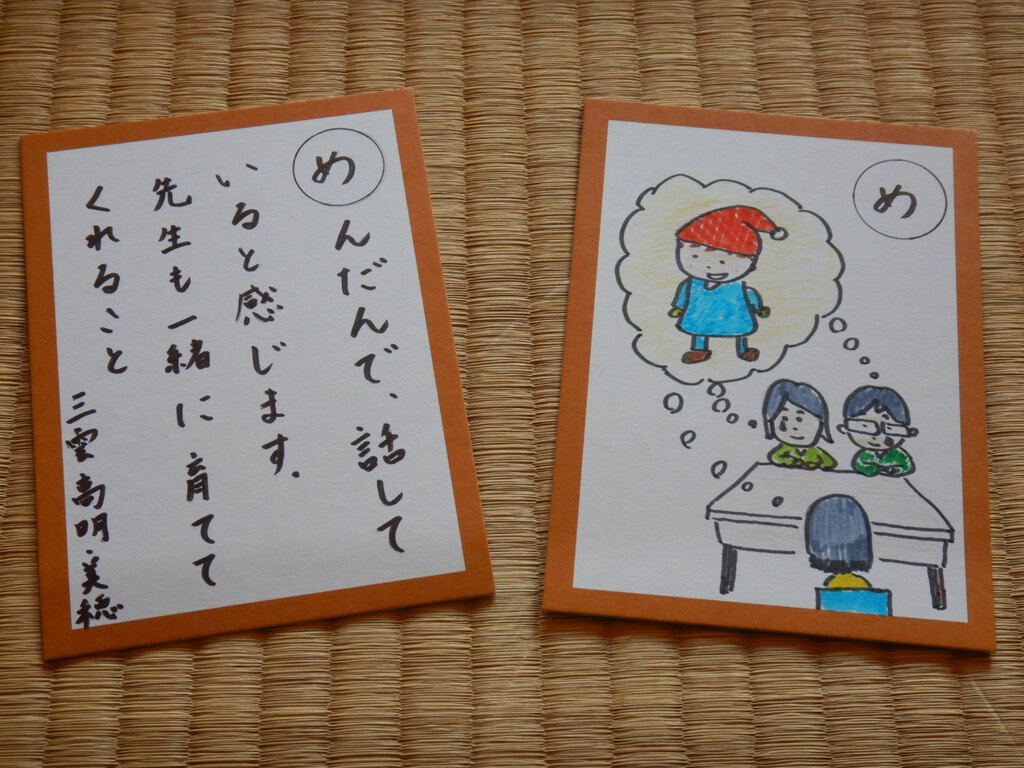 め
んだんで、話して
いると感じます.
先生も一緒に育てて
くれること
三雲高明・美穂
め